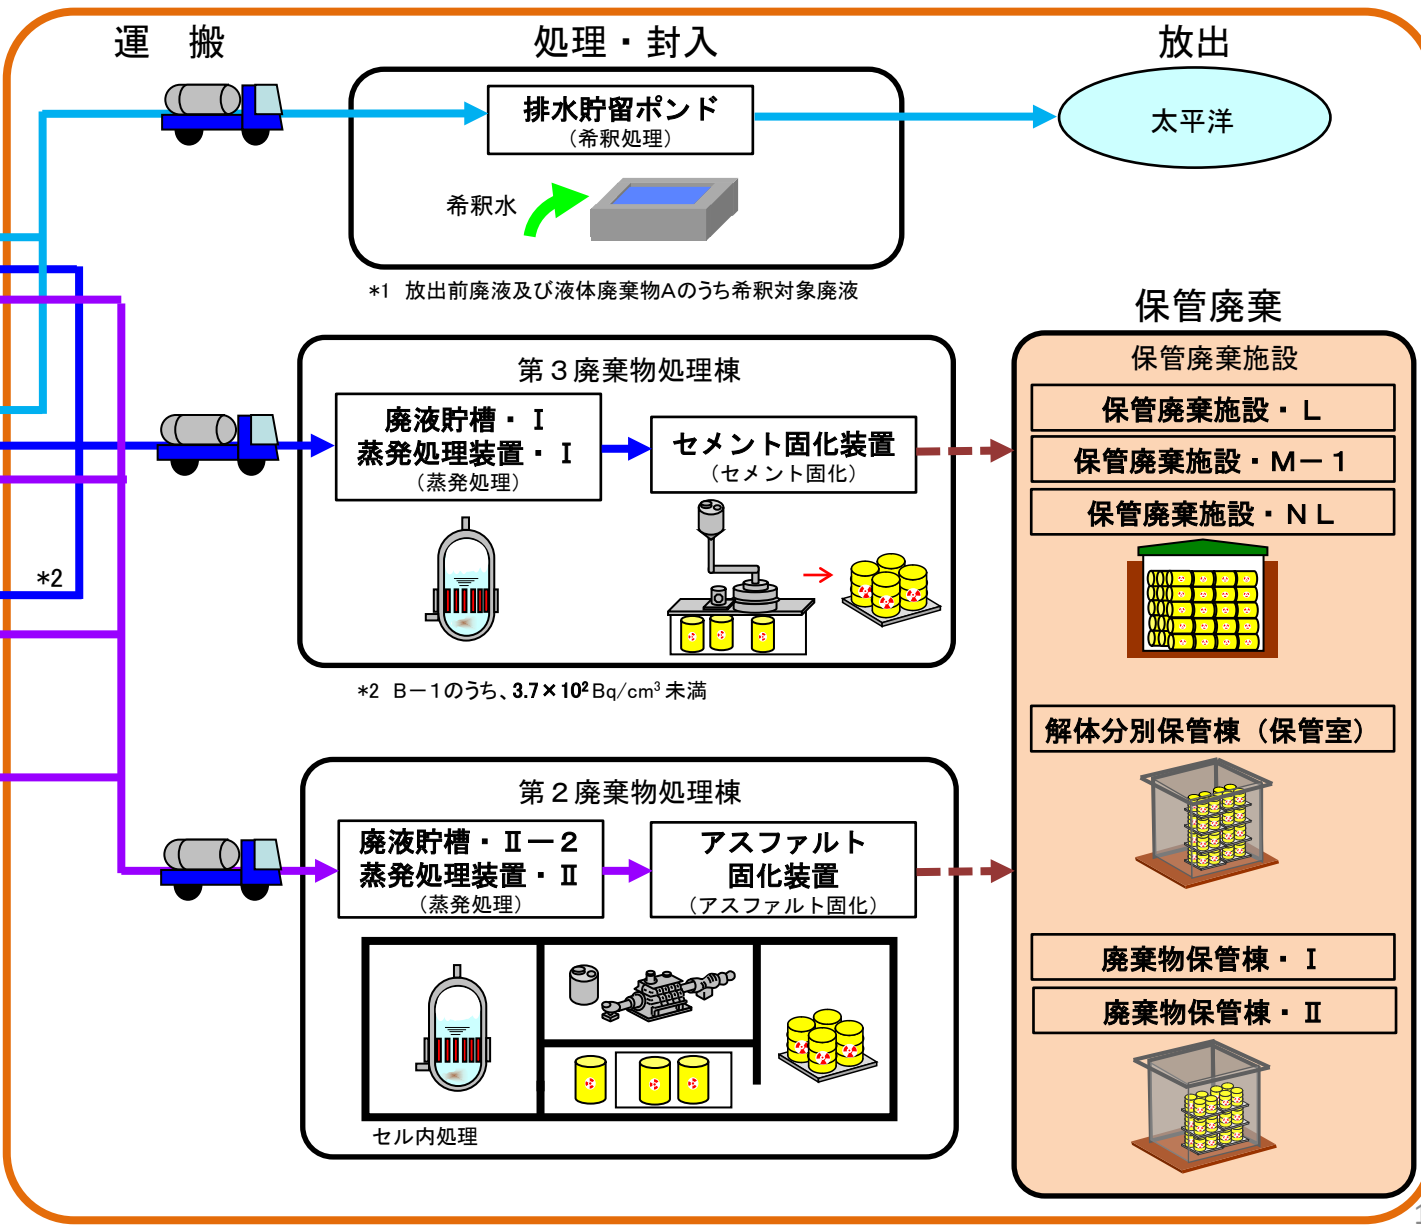 運　搬
処理・封入
放出
排水貯留ポンド
（希釈処理）
太平洋
希釈水
*1　放出前廃液及び液体廃棄物Aのうち希釈対象廃液
保管廃棄
第３廃棄物処理棟
保管廃棄施設
廃液貯槽・Ⅰ
蒸発処理装置・Ⅰ
（蒸発処理）
セメント固化装置
（セメント固化）
保管廃棄施設・Ｌ
保管廃棄施設・Ｍ－１
保管廃棄施設・ＮＬ
*2
*2　Ｂ－１のうち、3.7×10²Bq/cm³未満
解体分別保管棟（保管室）
第２廃棄物処理棟
廃液貯槽・Ⅱ－２
蒸発処理装置・Ⅱ
（蒸発処理）
アスファルト
固化装置
（アスファルト固化）
廃棄物保管棟・Ⅰ
廃棄物保管棟・Ⅱ
セル内処理